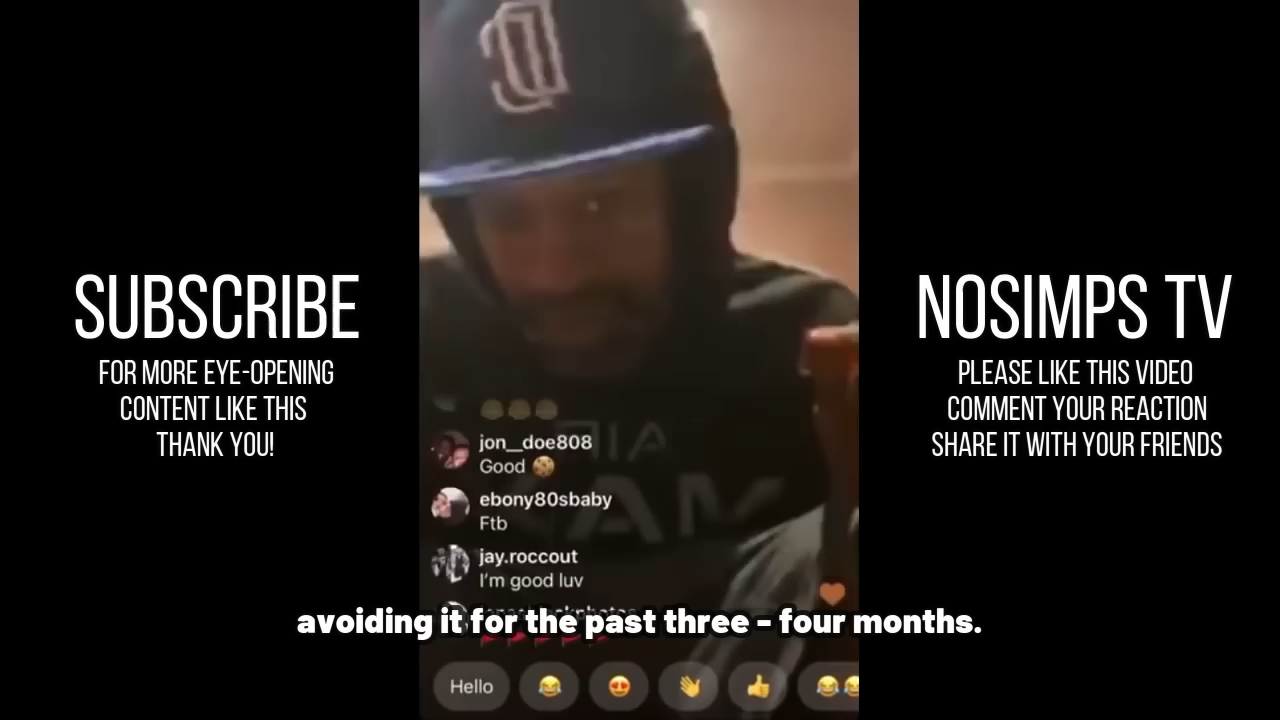 SUBSCRIBE
FOR MORE EYE-OPENING
CONTENT LIKE THIS
THANK YOU!
jon__doe808
Good 🍪
ebony80sbaby
Ftb
jay.roccout
I'm good luv
avoiding it for the past three - four months.
Hello
NOSIMPS TV
PLEASE LIKE THIS VIDEO
COMMENT YOUR REACTION
SHARE IT WITH YOUR FRIENDS